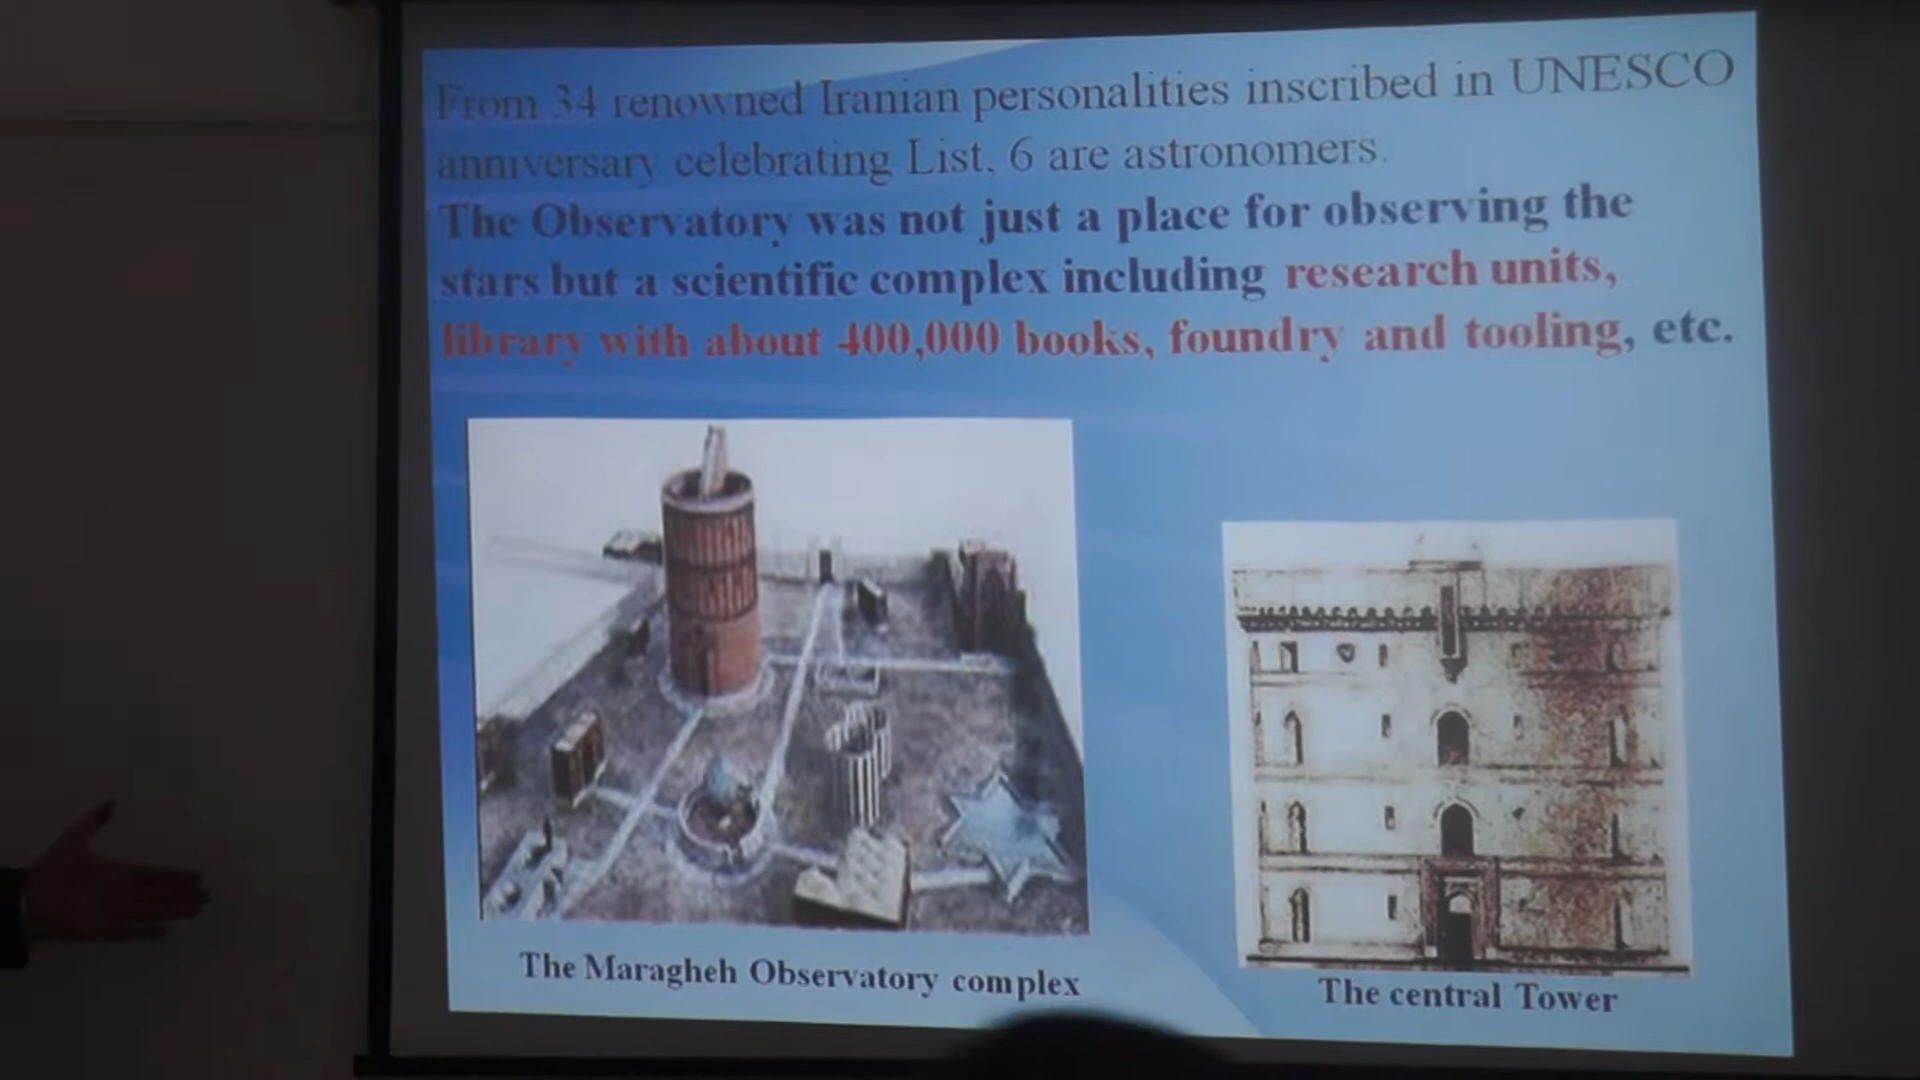 From 34 renowned Iranian personalities inscribed in UNESCO
anniversary celebrating List, 6 are astronomers.
The Observatory was not just a place for observing the
stars but a scientific complex including research units,
library with about 400,000 books, foundry and tooling, etc.
The Maragheh Observatory complex
The central Tower